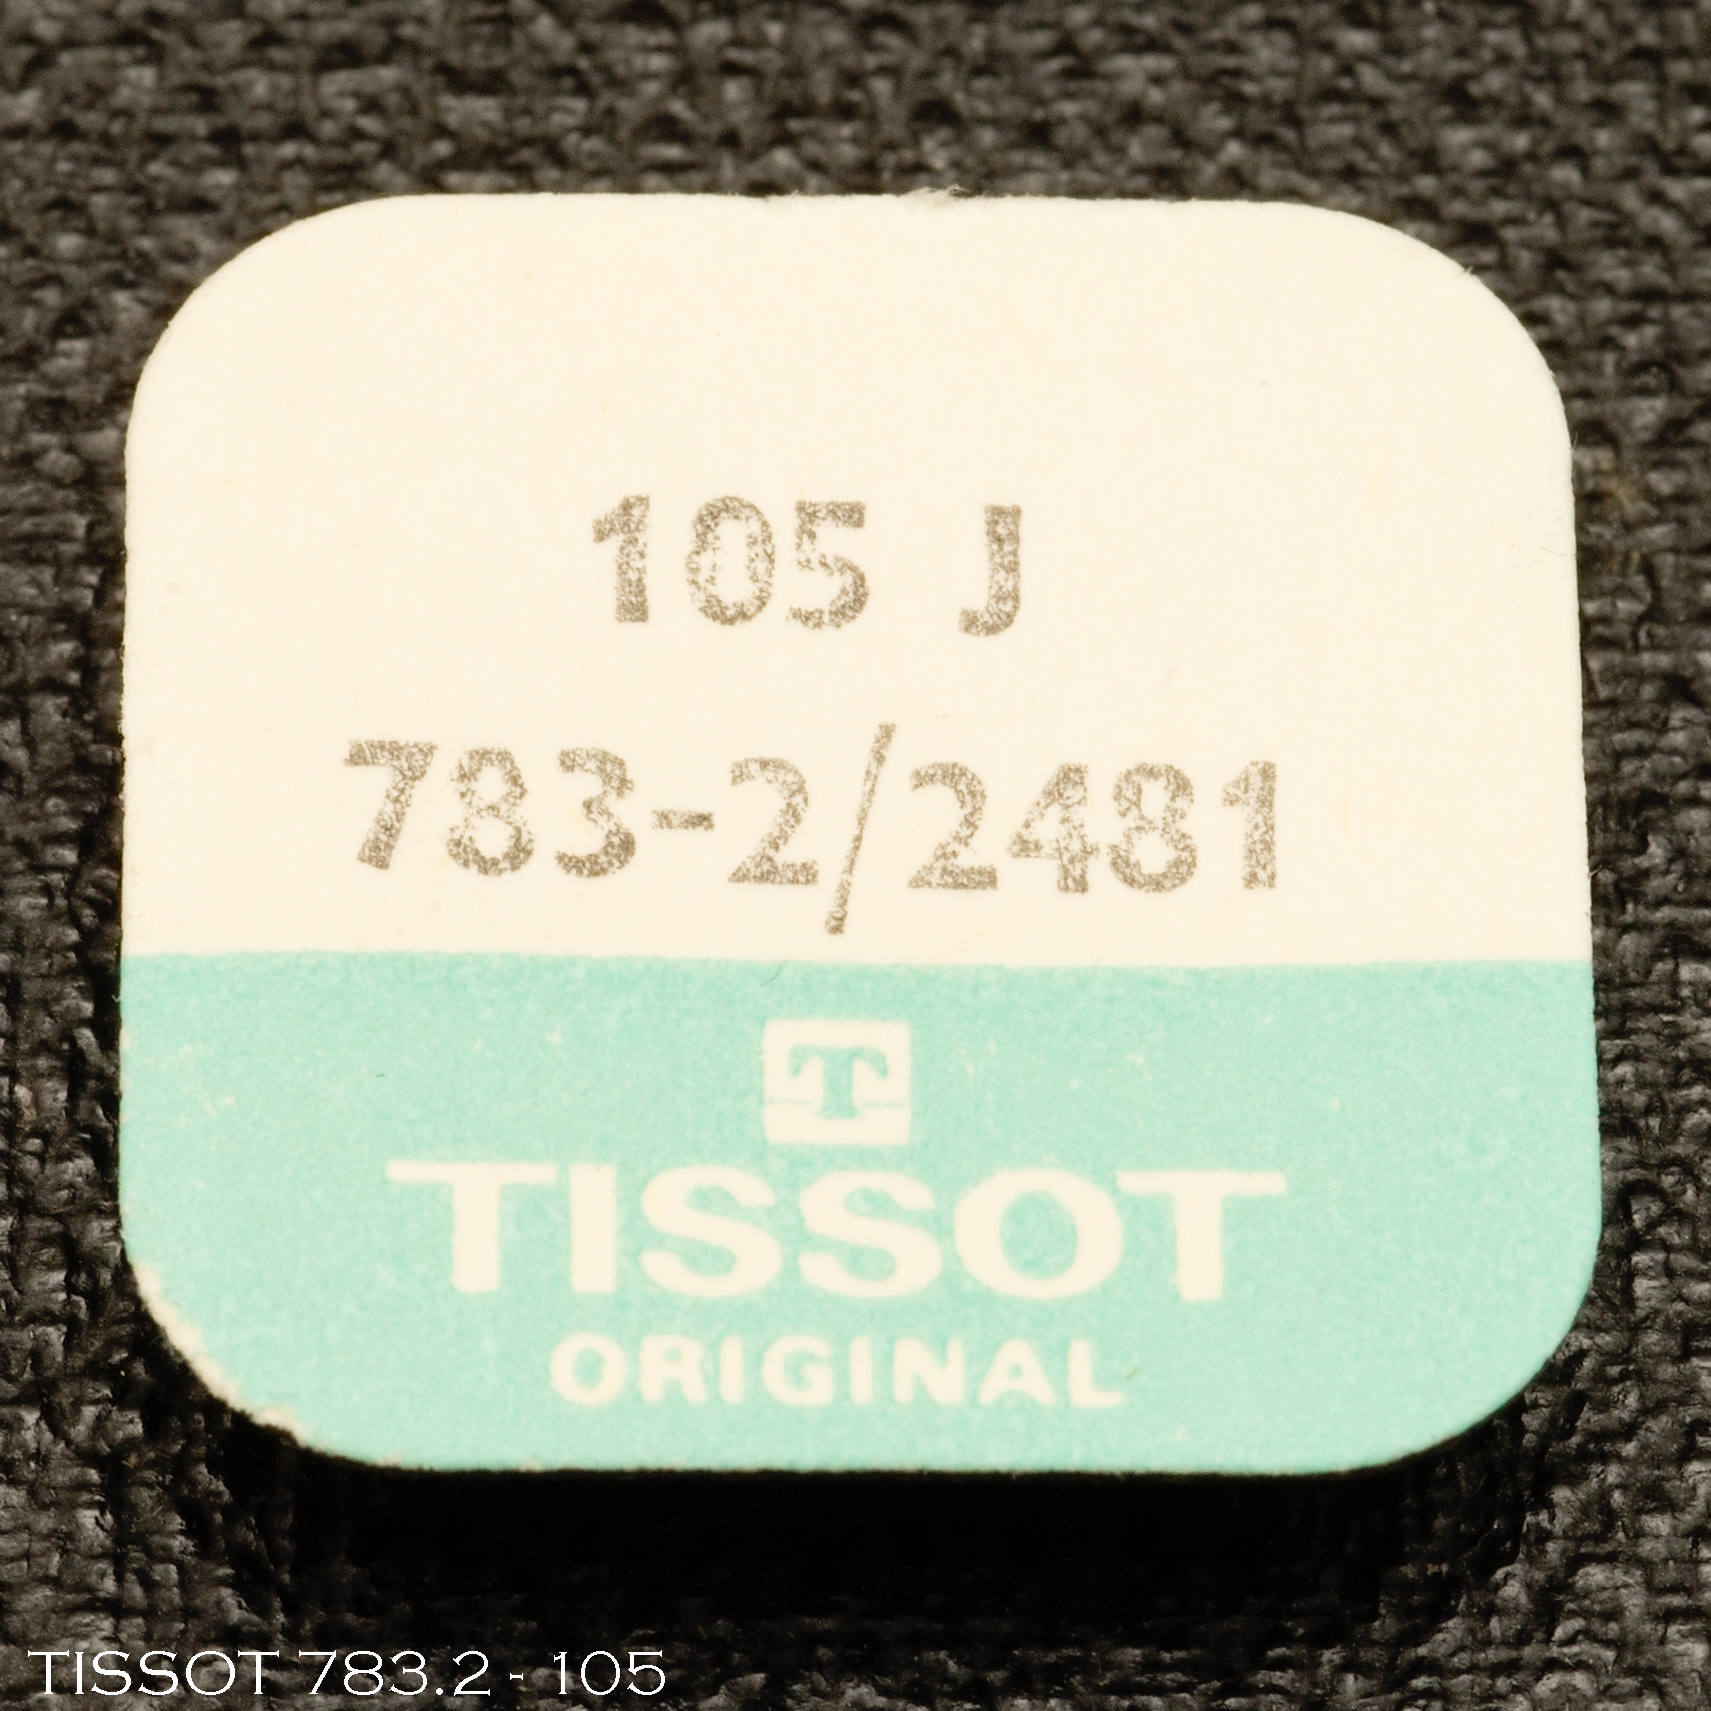 105 J
783-2/2481
T
TISSOT
ORIGINAL
TISSOT 783.2 - 105